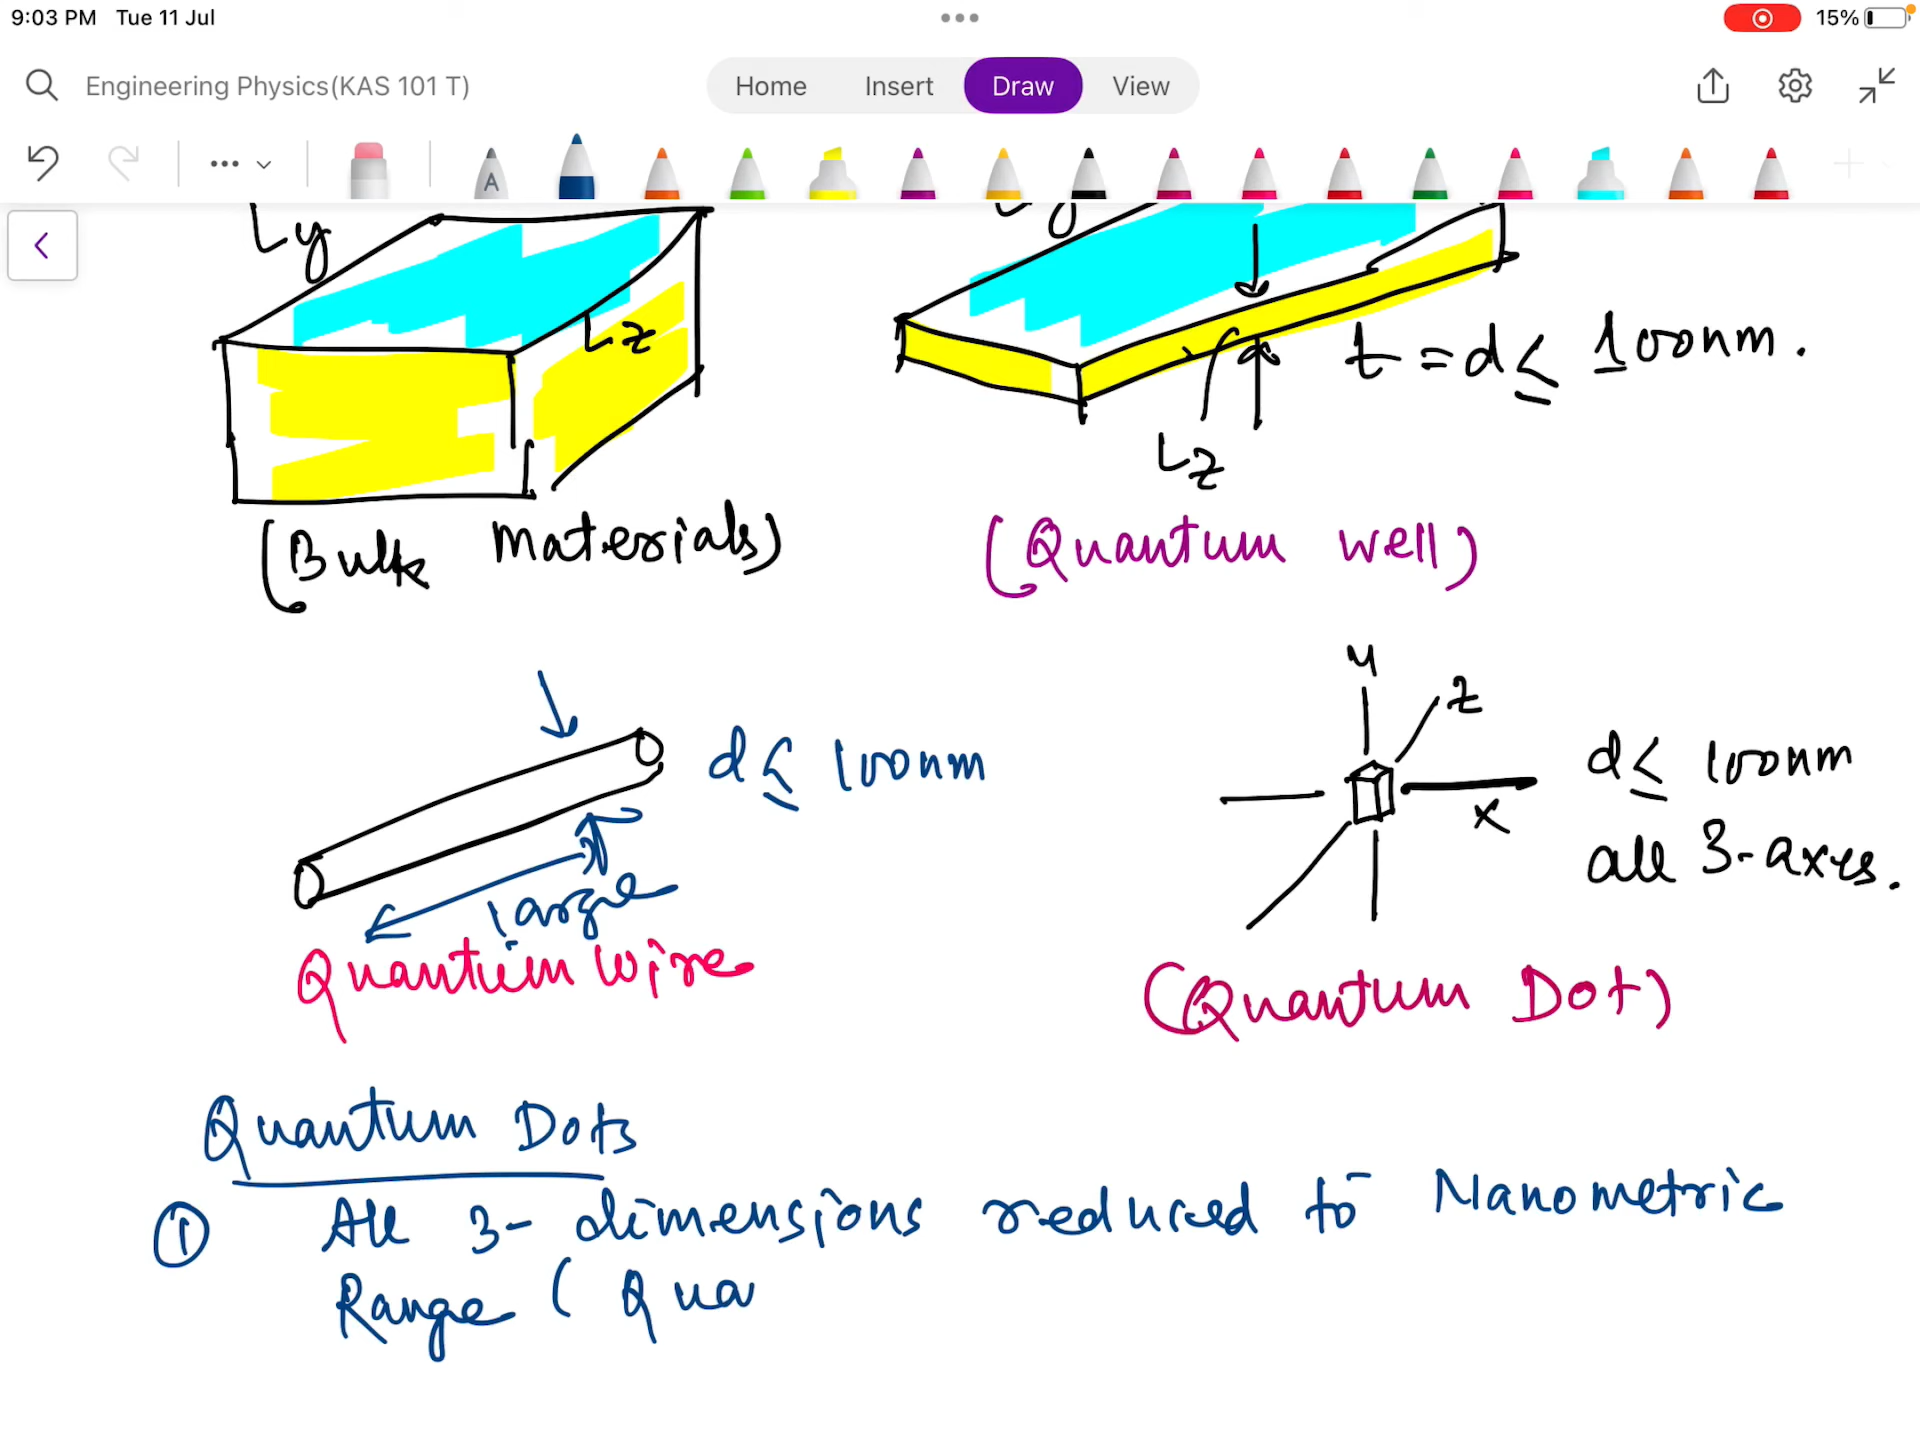 9:03 PM Tue 11 Jul
15%
Engineering Physics(KAS 101 T)
Home Insert Draw View
A
Ly
Lz
t = d ≤ 100nm.
Lz
(Bulk Materials)
(Quantum well)
d ≤ 100nm
large
Quantum Wire
y
z
x
d ≤ 100nm
all 3-axes.
(Quantum Dot)
Quantum Dots
① All 3- dimensions reduced to Nanometric
Range ( Qua